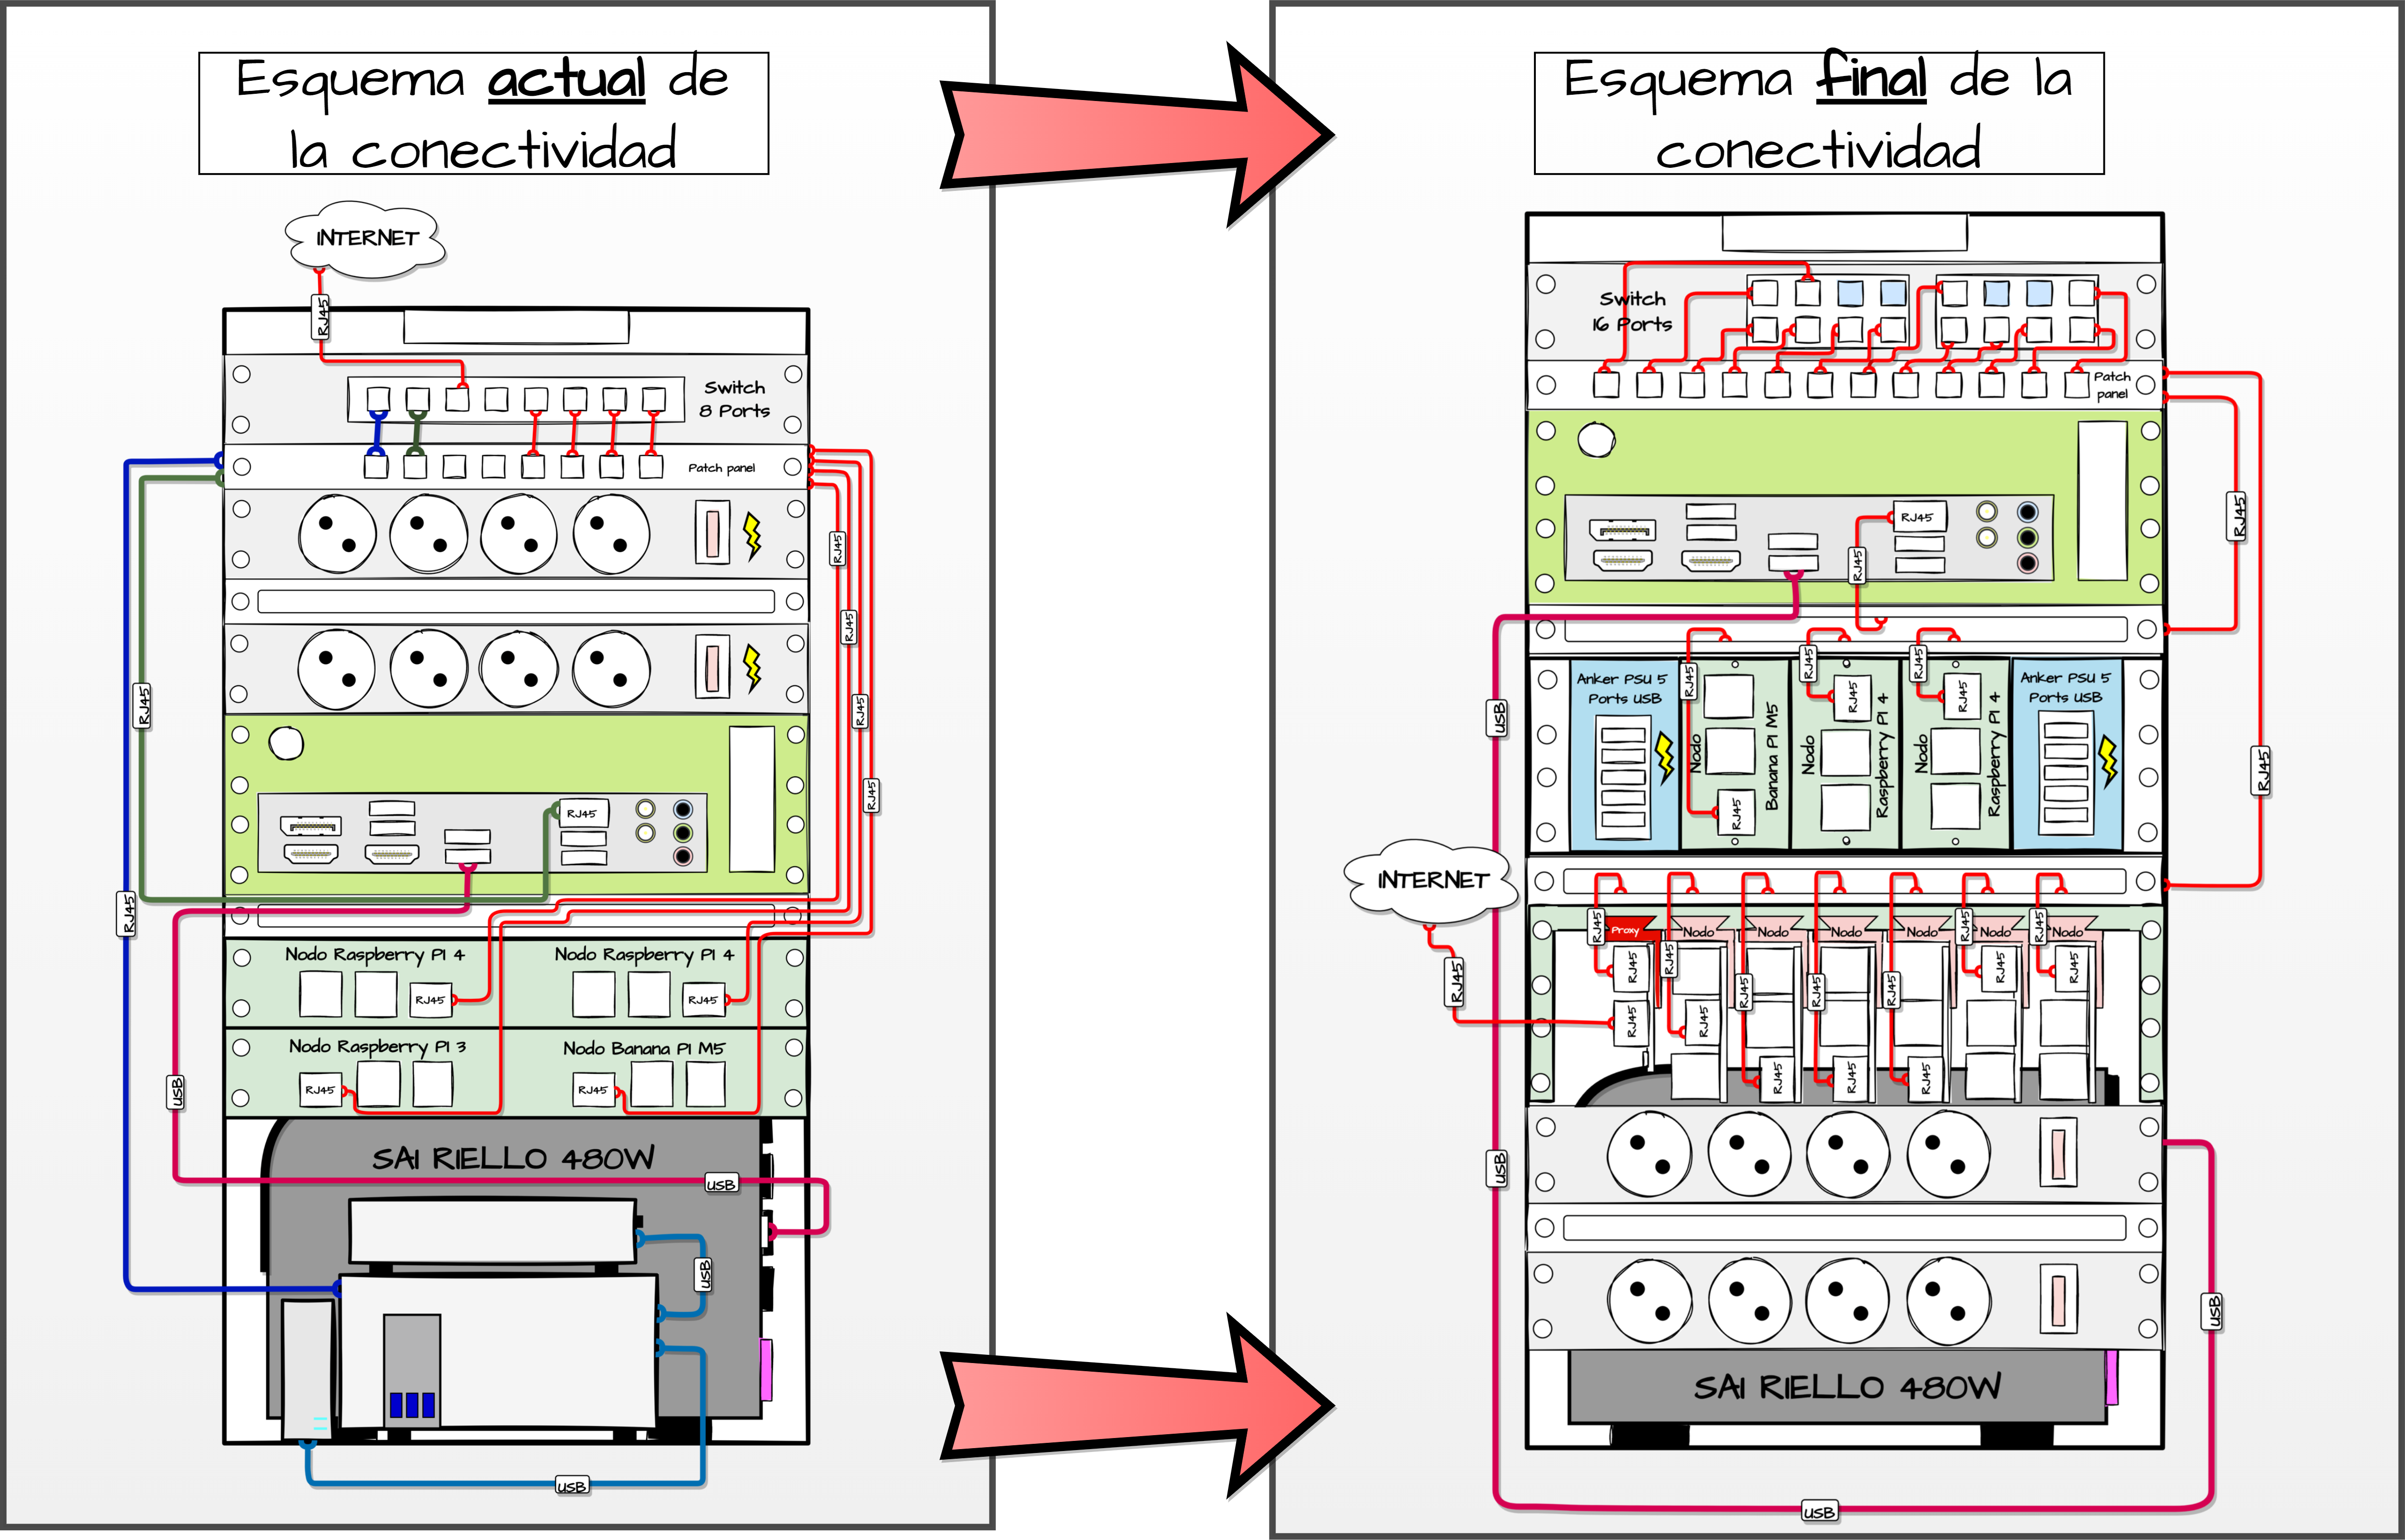 Esquema actual de
la conectividad
INTERNET
RJ45
Switch
8 Ports
Patch panel
RJ45
RJ45
RJ45
RJ45
RJ45
RJ45
RJ45
Nodo Raspberry PI 4
RJ45
Nodo Raspberry PI 4
RJ45
Nodo Raspberry PI 3
RJ45
Nodo Banana PI M5
RJ45
USB
SAI RIELLO 480W
USB
USB
USB
Esquema final de la
conectividad
Switch
16 Ports
Patch
panel
RJ45
RJ45
RJ45
RJ45
USB
Anker PSU 5
Ports USB
RJ45
Nodo
Banana PI M5
RJ45
RJ45
RJ45
Nodo
Raspberry PI 4
RJ45
RJ45
Nodo
Raspberry PI 4
Anker PSU 5
Ports USB
INTERNET
RJ45
RJ45
Proxy
RJ45
RJ45
RJ45
Nodo
RJ45
RJ45
Nodo
RJ45
RJ45
Nodo
RJ45
RJ45
Nodo
RJ45
RJ45
Nodo
RJ45
RJ45
Nodo
RJ45
USB
USB
SAI RIELLO 480W
USB